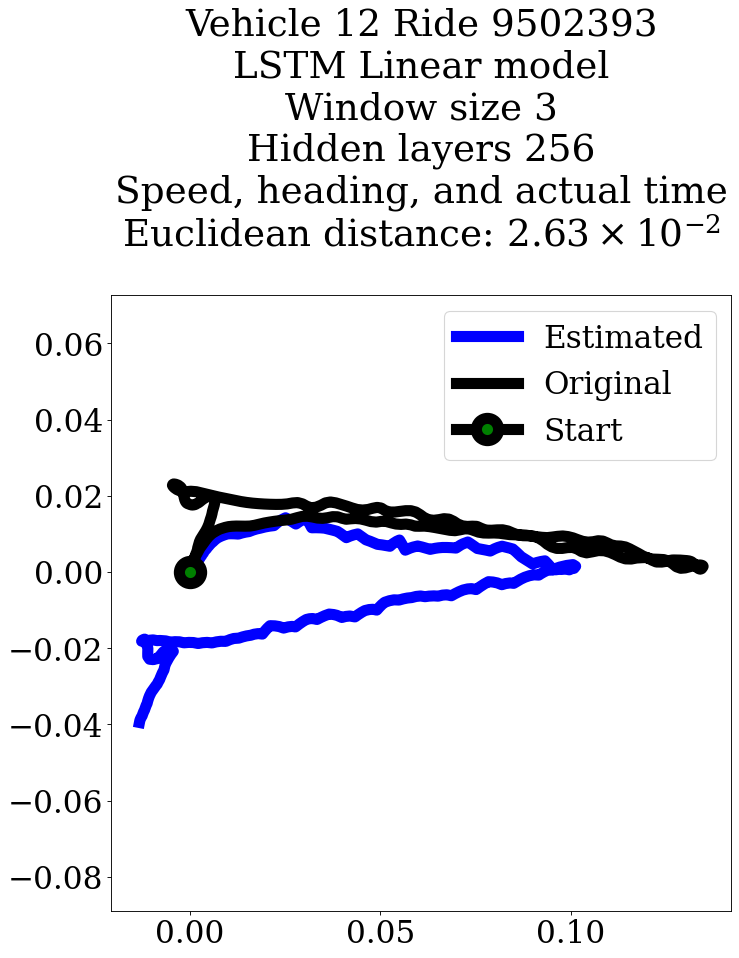 Vehicle 12 Ride 9502393
LSTM Linear model
Window size 3
Hidden layers 256
Speed, heading, and actual time
Euclidean distance: 2.63 × 10⁻²
Estimated
Original
Start
0.06
0.04
0.02
0.00
−0.02
−0.04
−0.06
−0.08
0.00 0.05 0.10